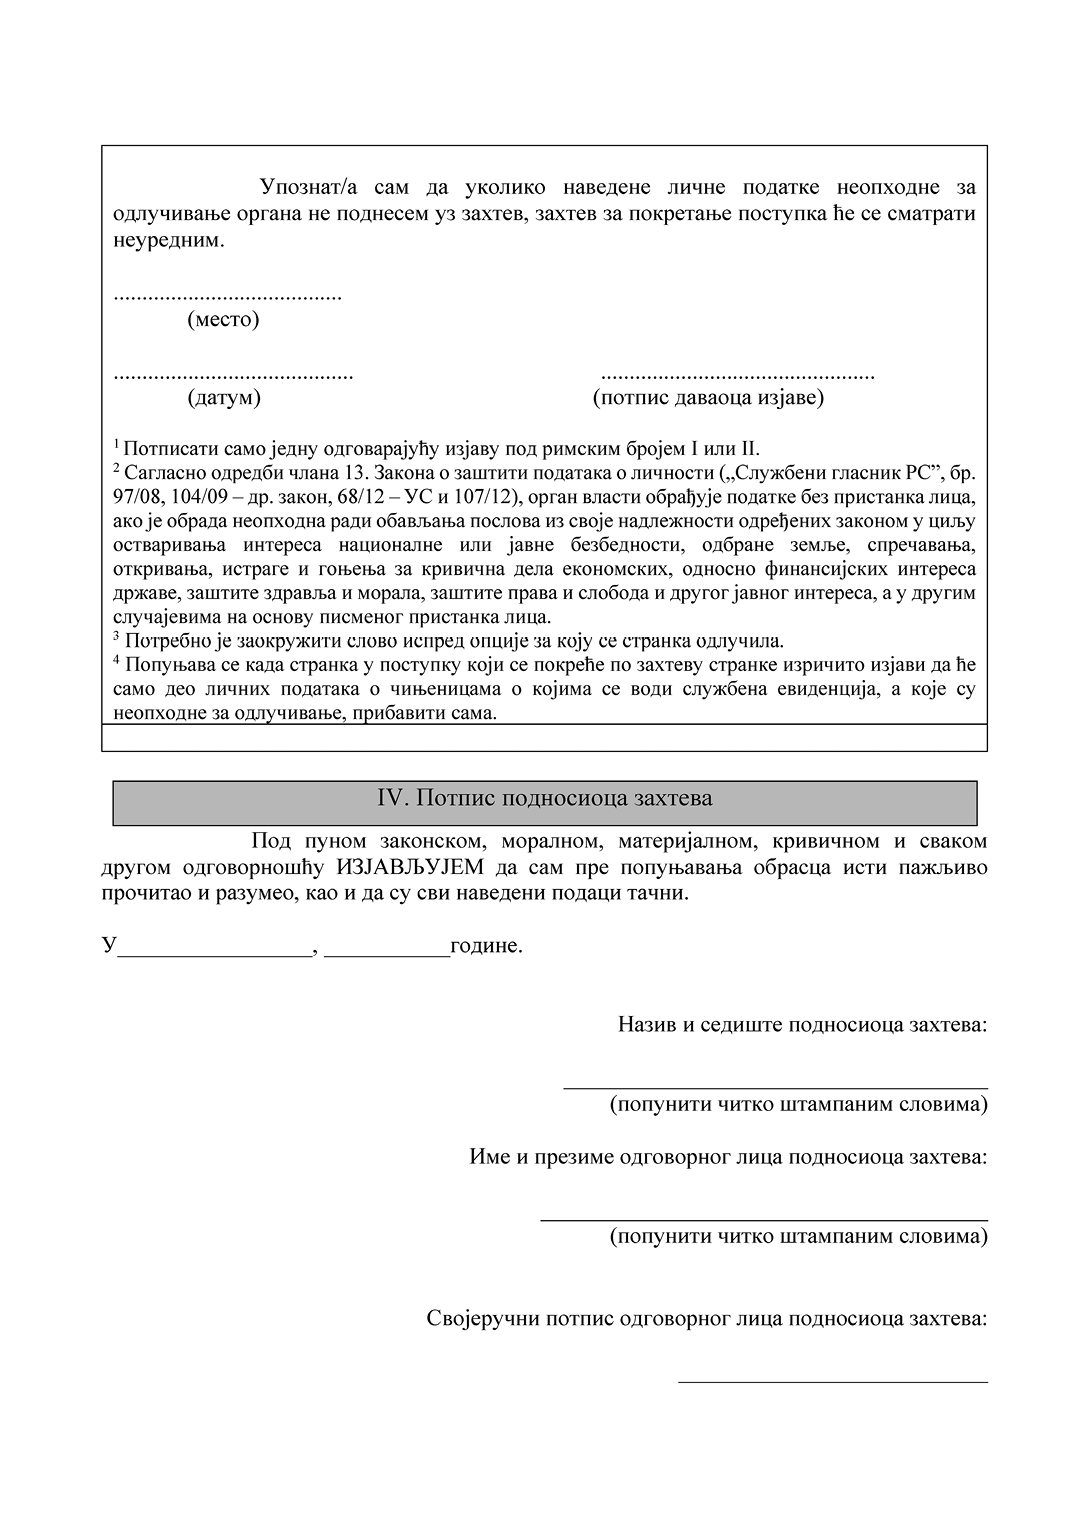 Упознат/а сам да уколико наведене личне податке неопходне за
одлучивање органа не поднесем уз захтев, захтев за покретање поступка ће се сматрати
неуредним.
........................................
(место)
.......................................... ................................................
(датум) (потпис даваоца изјаве)
1 Потписати само једну одговарајућу изјаву под римским бројем I или II.
2 Сагласно одредби члана 13. Закона о заштити података о личности („Службени гласник РС”, бр.
97/08, 104/09 – др. закон, 68/12 – УС и 107/12), орган власти обрађује податке без пристанка лица,
ако је обрада неопходна ради обављања послова из своје надлежности одређених законом у циљу
остваривања интереса националне или јавне безбедности, одбране земље, спречавања,
откривања, истраге и гоњења за кривична дела економских, односно финансијских интереса
државе, заштите здравља и морала, заштите права и слобода и другог јавног интереса, а у другим
случајевима на основу писменог пристанка лица.
3 Потребно је заокружити слово испред опције за коју се странка одлучила.
4 Попуњава се када странка у поступку који се покреће по захтеву странке изричито изјави да ће
само део личних података о чињеницама о којима се води службена евиденција, а које су
неопходне за одлучивање, прибавити сама.
IV. Потпис подносиоца захтева
Под пуном законском, моралном, материјалном, кривичном и сваком
другом одговорношћу ИЗЈАВЉУЈЕМ да сам пре попуњавања обрасца исти пажљиво
прочитао и разумео, као и да су сви наведени подаци тачни.
У_________________, ___________године.
Назив и седиште подносиоца захтева:
_____________________________________
(попунити читко штампаним словима)
Име и презиме одговорног лица подносиоца захтева:
_______________________________________
(попунити читко штампаним словима)
Својеручни потпис одговорног лица подносиоца захтева:
___________________________